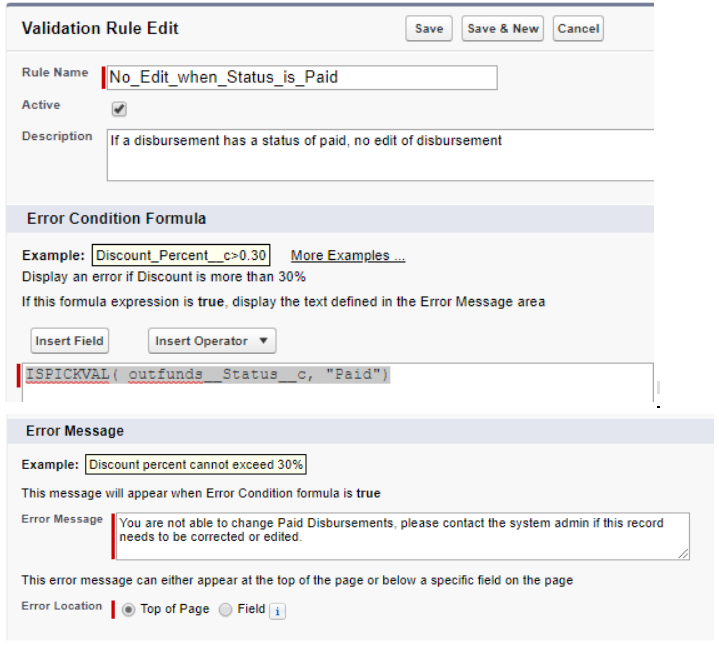 Validation Rule Edit
Save
Save & New
Cancel
Rule Name
No_Edit_when_Status_is_Paid
Active
Description
If a disbursement has a status of paid, no edit of disbursement
Error Condition Formula
Example: Discount_Percent__c>0.30 More Examples ...
Display an error if Discount is more than 30%
If this formula expression is true, display the text defined in the Error Message area
Insert Field
Insert Operator ▼
ISPICKVAL( outfunds__Status__c, "Paid")
Error Message
Example: Discount percent cannot exceed 30%
This message will appear when Error Condition formula is true
Error Message
You are not able to change Paid Disbursements, please contact the system admin if this record
needs to be corrected or edited.
This error message can either appear at the top of the page or below a specific field on the page
Error Location
Top of Page
Field
i